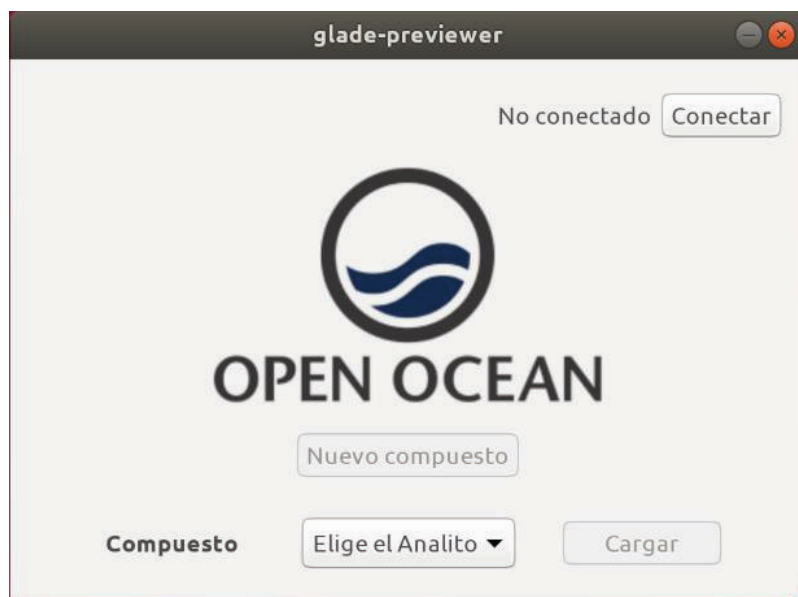 glade-previewer
No conectado Conectar
OPEN OCEAN
Nuevo compuesto
Compuesto Elige el Analito Cargar